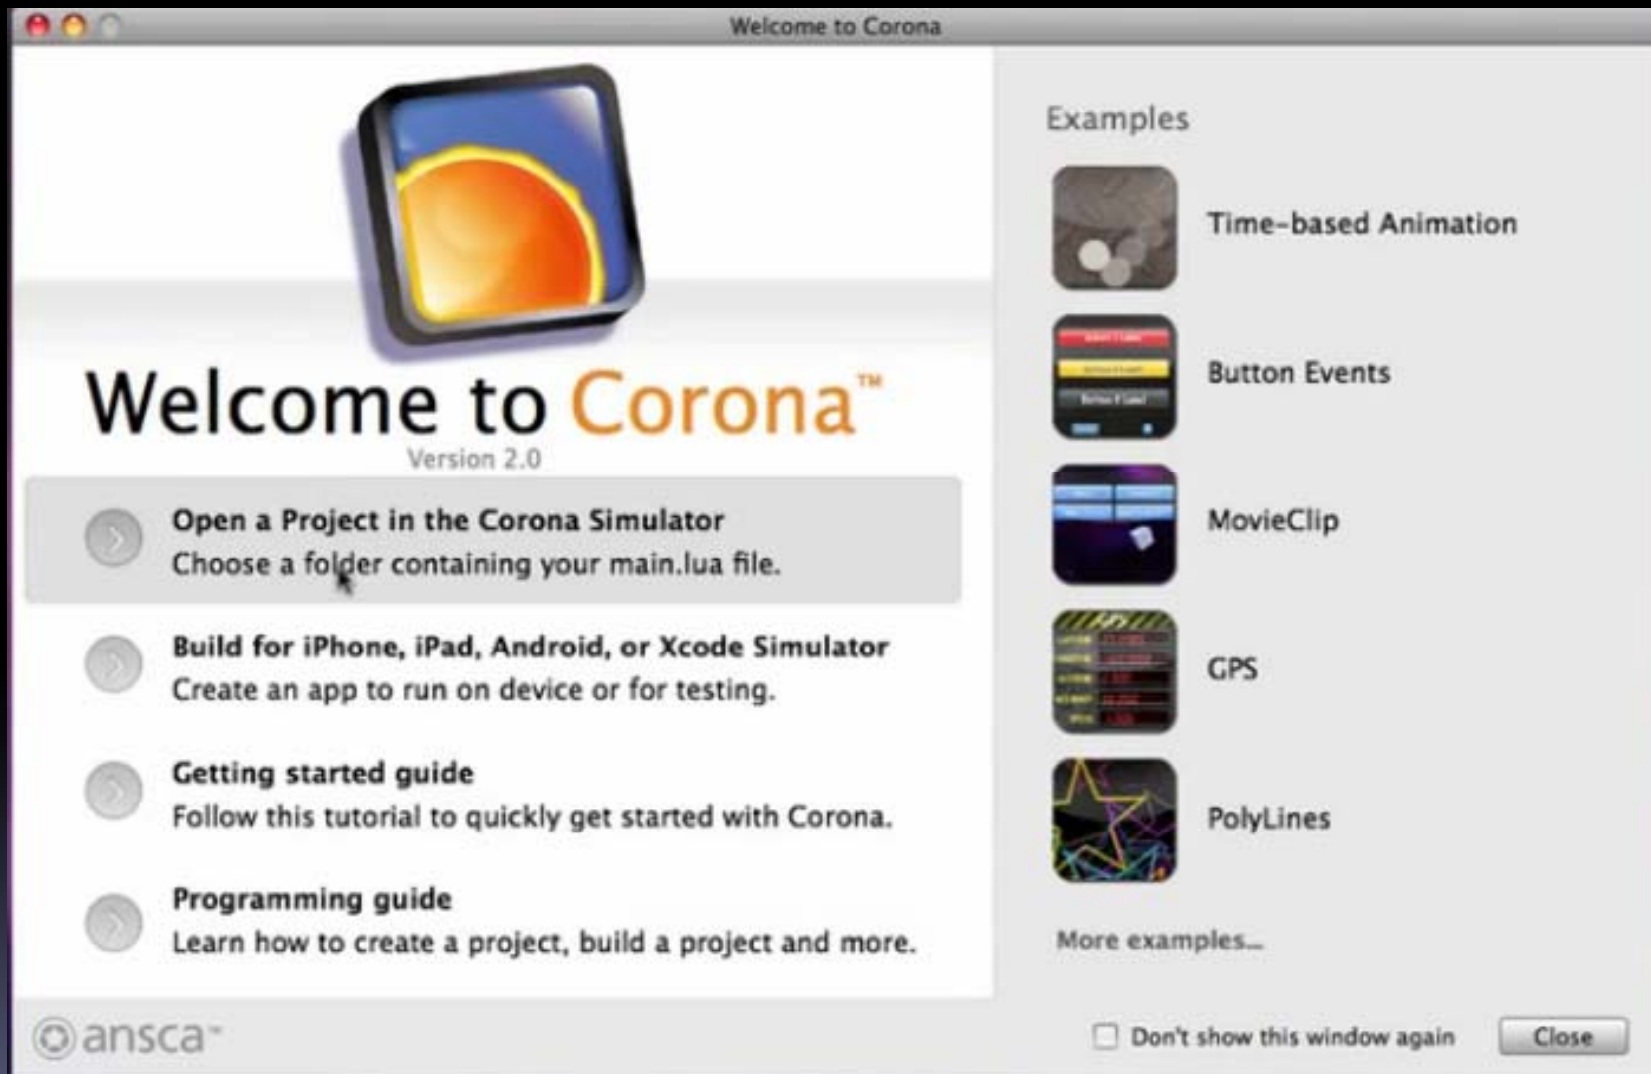 Welcome to Corona
Welcome to Corona™
Version 2.0
Open a Project in the Corona Simulator
Choose a folder containing your main.lua file.
Build for iPhone, iPad, Android, or Xcode Simulator
Create an app to run on device or for testing.
Getting started guide
Follow this tutorial to quickly get started with Corona.
Programming guide
Learn how to create a project, build a project and more.
ansca™
Examples
Time-based Animation
Button Events
MovieClip
GPS
PolyLines
More examples...
Don't show this window again
Close